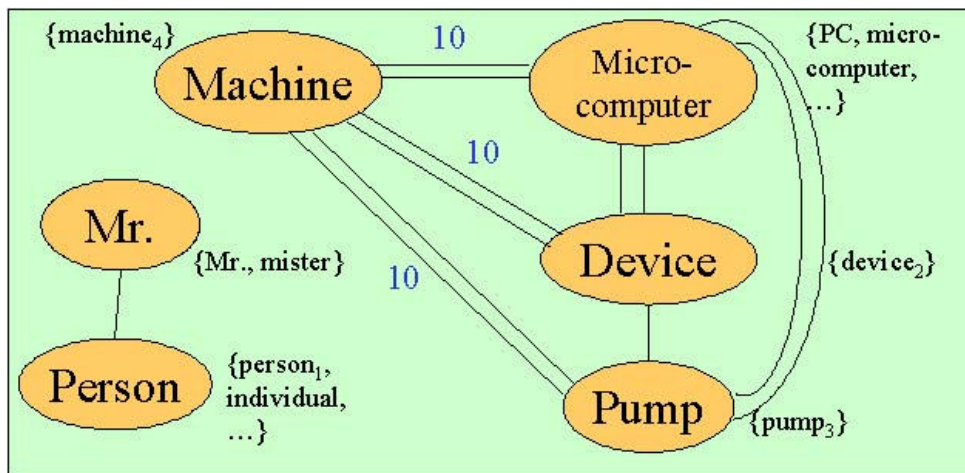 {machine₄}
Machine
10
Micro-
computer
{PC, micro-
computer,
…}
10
Mr.
{Mr., mister}
Device
{device₂}
10
Person
{person₁,
individual,
…}
Pump
{pump₃}